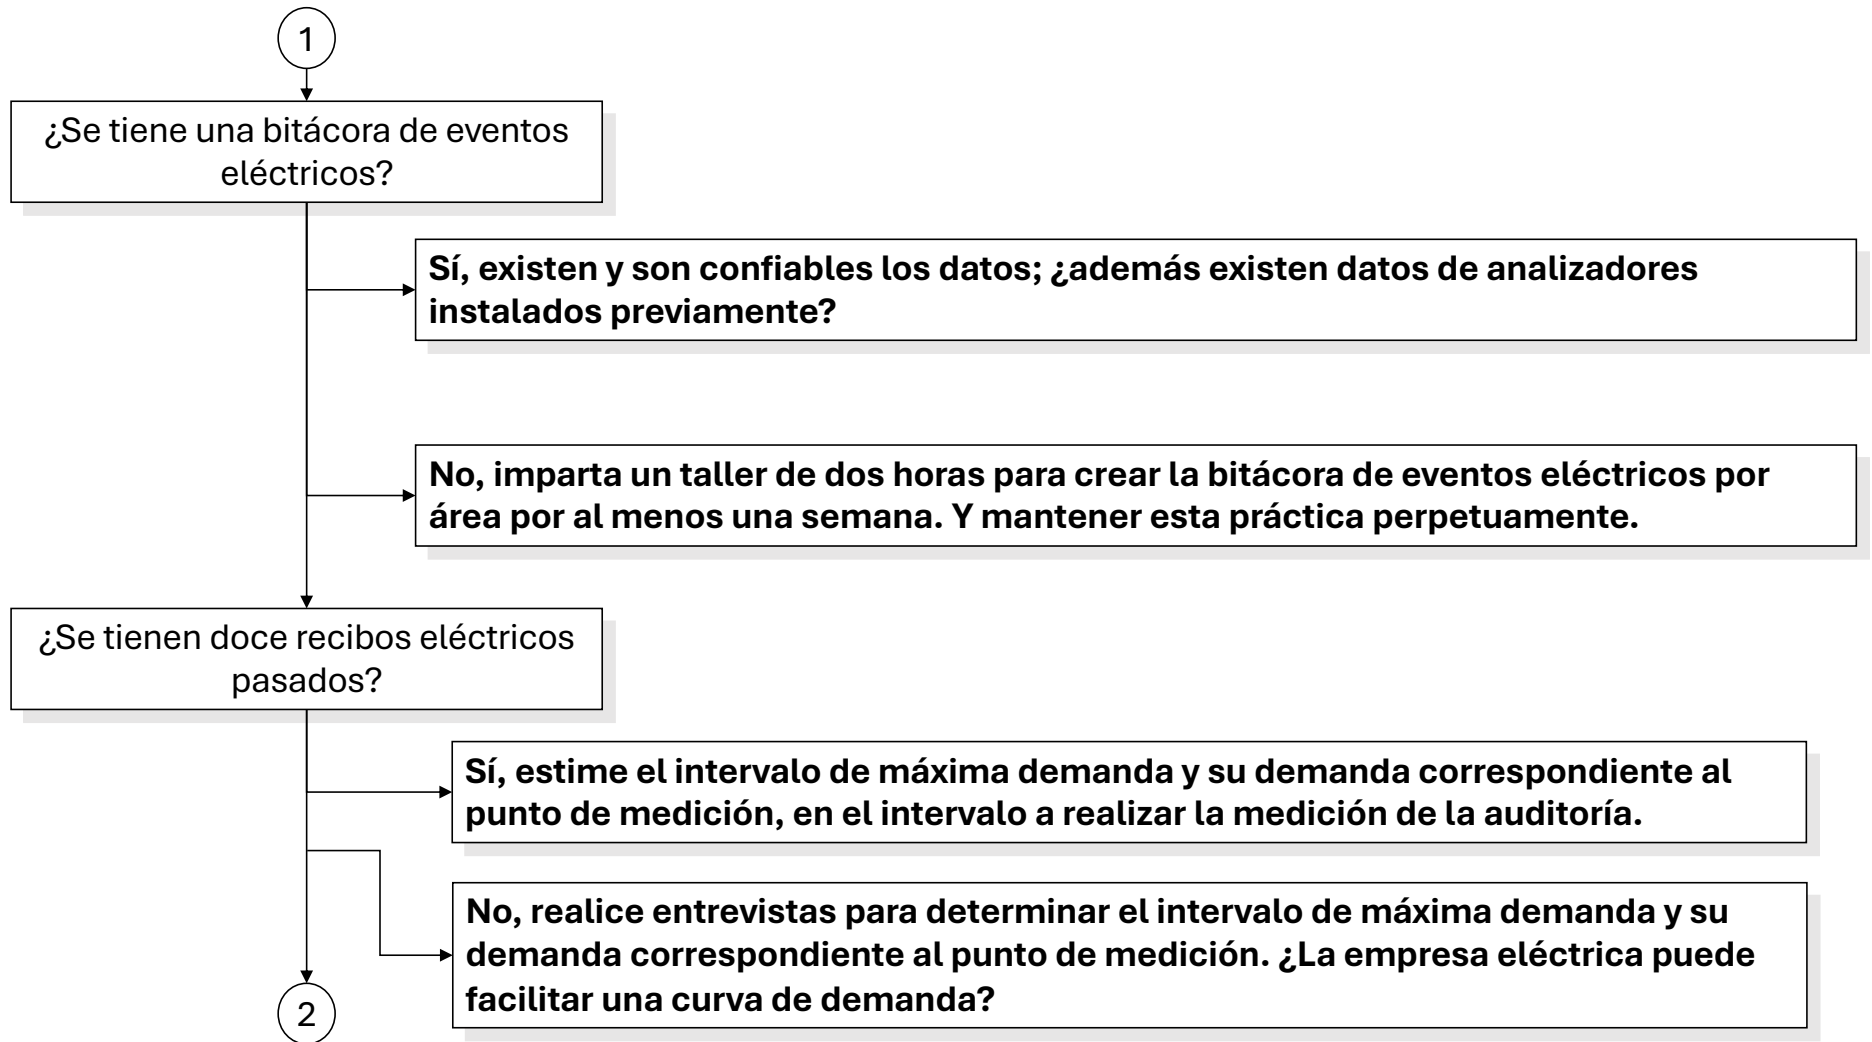 1
¿Se tiene una bitácora de eventos
eléctricos?
Sí, existen y son confiables los datos; ¿además existen datos de analizadores
instalados previamente?
No, imparta un taller de dos horas para crear la bitácora de eventos eléctricos por
área por al menos una semana. Y mantener esta práctica perpetuamente.
¿Se tienen doce recibos eléctricos
pasados?
Sí, estime el intervalo de máxima demanda y su demanda correspondiente al
punto de medición, en el intervalo a realizar la medición de la auditoría.
No, realice entrevistas para determinar el intervalo de máxima demanda y su
demanda correspondiente al punto de medición. ¿La empresa eléctrica puede
facilitar una curva de demanda?
2